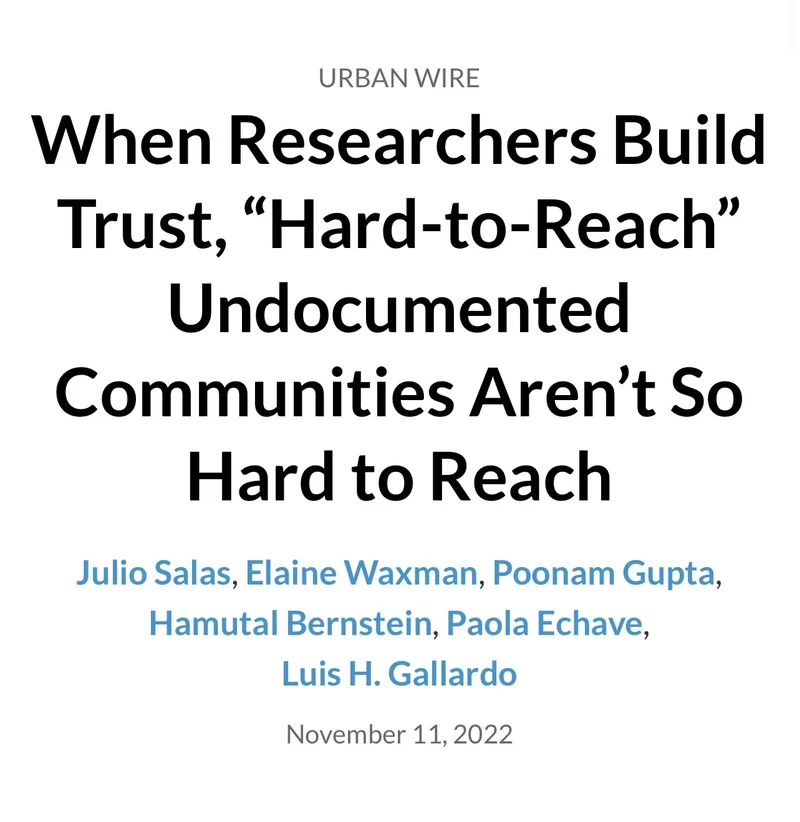 URBAN WIRE
When Researchers Build
Trust, “Hard-to-Reach”
Undocumented
Communities Aren’t So
Hard to Reach
Julio Salas, Elaine Waxman, Poonam Gupta,
Hamutal Bernstein, Paola Echave,
Luis H. Gallardo
November 11, 2022